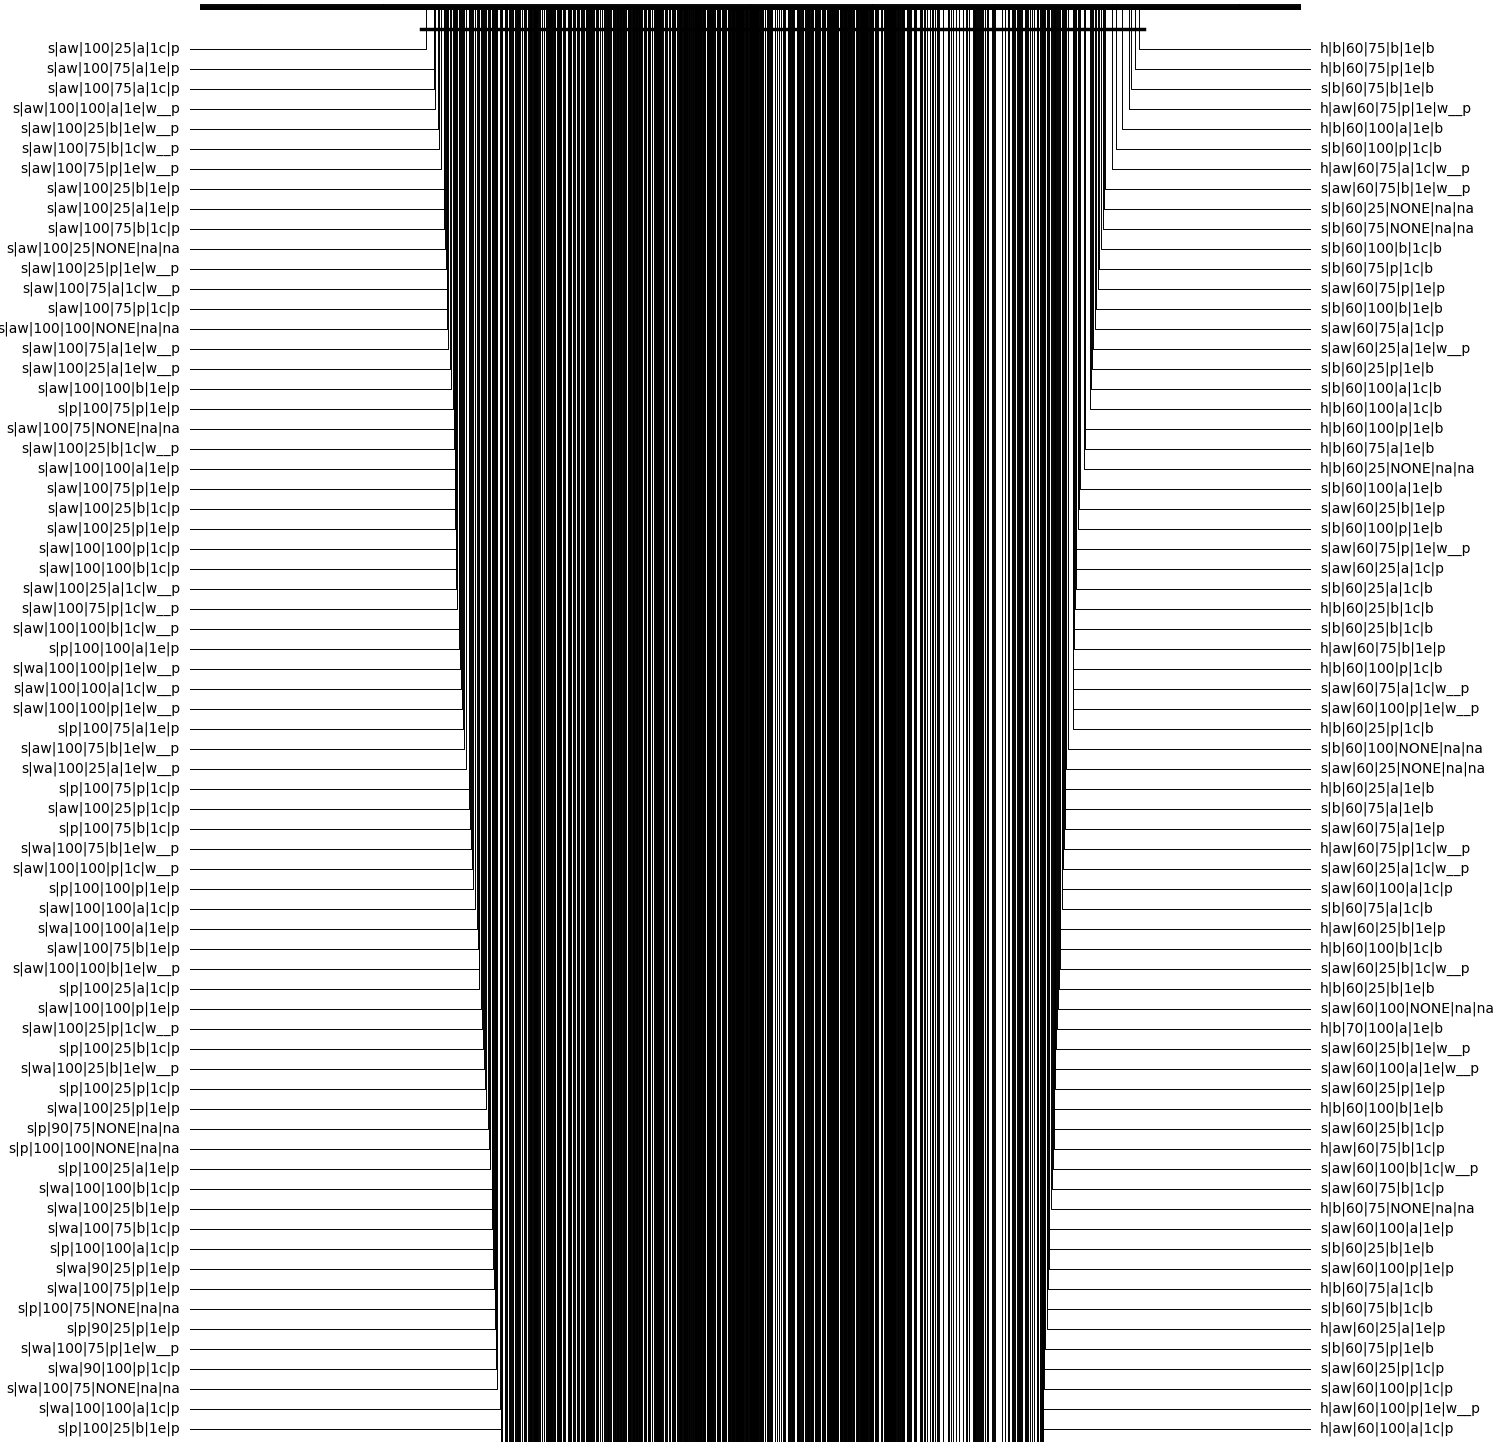 s|aw|100|25|a|1c|p
s|aw|100|75|a|1e|p
s|aw|100|75|a|1c|p
s|aw|100|100|a|1e|w__p
s|aw|100|25|b|1e|w__p
s|aw|100|75|b|1c|w__p
s|aw|100|75|p|1e|w__p
s|aw|100|25|b|1e|p
s|aw|100|25|a|1e|p
s|aw|100|75|b|1c|p
s|aw|100|25|NONE|na|na
s|aw|100|25|p|1e|w__p
s|aw|100|75|a|1c|w__p
s|aw|100|75|p|1c|p
s|aw|100|100|NONE|na|na
s|aw|100|75|a|1e|w__p
s|aw|100|25|a|1e|w__p
s|aw|100|100|b|1e|p
s|p|100|75|p|1e|p
s|aw|100|75|NONE|na|na
s|aw|100|25|b|1c|w__p
s|aw|100|100|a|1e|p
s|aw|100|75|p|1e|p
s|aw|100|25|b|1c|p
s|aw|100|25|p|1e|p
s|aw|100|100|p|1c|p
s|aw|100|100|b|1c|p
s|aw|100|25|a|1c|w__p
s|aw|100|75|p|1c|w__p
s|aw|100|100|b|1c|w__p
s|p|100|100|a|1e|p
s|wa|100|100|p|1e|w__p
s|aw|100|100|a|1c|w__p
s|aw|100|100|p|1e|w__p
s|p|100|75|a|1e|p
s|aw|100|75|b|1e|w__p
s|wa|100|25|a|1e|w__p
s|p|100|75|p|1c|p
s|aw|100|25|p|1c|p
s|p|100|75|b|1c|p
s|wa|100|75|b|1e|w__p
s|aw|100|100|p|1c|w__p
s|p|100|100|p|1e|p
s|aw|100|100|a|1c|p
s|wa|100|100|a|1e|p
s|aw|100|75|b|1e|p
s|aw|100|100|b|1e|w__p
s|p|100|25|a|1c|p
s|aw|100|100|p|1e|p
s|aw|100|25|p|1c|w__p
s|p|100|25|b|1c|p
s|wa|100|25|b|1e|w__p
s|p|100|25|p|1c|p
s|wa|100|25|p|1e|p
s|p|90|75|NONE|na|na
s|p|100|100|NONE|na|na
s|p|100|25|a|1e|p
s|wa|100|100|b|1c|p
s|wa|100|25|b|1e|p
s|wa|100|75|b|1c|p
s|p|100|100|a|1c|p
s|wa|90|25|p|1e|p
s|wa|100|75|p|1e|p
s|p|100|75|NONE|na|na
s|p|90|25|p|1e|p
s|wa|100|75|p|1e|w__p
s|wa|90|100|p|1c|p
s|wa|100|75|NONE|na|na
s|wa|100|100|a|1c|p
s|p|100|25|b|1e|p
h|b|60|75|b|1e|b
h|b|60|75|p|1e|b
s|b|60|75|b|1e|b
h|aw|60|75|p|1e|w__p
h|b|60|100|a|1e|b
s|b|60|100|p|1c|b
h|aw|60|75|a|1c|w__p
s|aw|60|75|b|1e|w__p
s|b|60|25|NONE|na|na
s|b|60|75|NONE|na|na
s|b|60|100|b|1c|b
s|b|60|75|p|1c|b
s|aw|60|75|p|1e|p
s|b|60|100|b|1e|b
s|aw|60|75|a|1c|p
s|aw|60|25|a|1e|w__p
s|b|60|25|p|1e|b
s|b|60|100|a|1c|b
h|b|60|100|a|1c|b
h|b|60|100|p|1e|b
h|b|60|75|a|1e|b
h|b|60|25|NONE|na|na
s|b|60|100|a|1e|b
s|aw|60|25|b|1e|p
s|b|60|100|p|1e|b
s|aw|60|75|p|1e|w__p
s|aw|60|25|a|1c|p
s|b|60|25|a|1c|b
h|b|60|25|b|1c|b
s|b|60|25|b|1c|b
h|aw|60|75|b|1e|p
h|b|60|100|p|1c|b
s|aw|60|75|a|1c|w__p
s|aw|60|100|p|1e|w__p
h|b|60|25|p|1c|b
s|b|60|100|NONE|na|na
s|aw|60|25|NONE|na|na
h|b|60|25|a|1e|b
s|b|60|75|a|1e|b
s|aw|60|75|a|1e|p
h|aw|60|75|p|1c|w__p
s|aw|60|25|a|1c|w__p
s|aw|60|100|a|1c|p
s|b|60|75|a|1c|b
h|aw|60|25|b|1e|p
h|b|60|100|b|1c|b
s|aw|60|25|b|1c|w__p
h|b|60|25|b|1e|b
s|aw|60|100|NONE|na|na
h|b|70|100|a|1e|b
s|aw|60|25|b|1e|w__p
s|aw|60|100|a|1e|w__p
s|aw|60|25|p|1e|p
h|b|60|100|b|1e|b
s|aw|60|25|b|1c|p
h|aw|60|75|b|1c|p
s|aw|60|100|b|1c|w__p
s|aw|60|75|b|1c|p
h|b|60|75|NONE|na|na
s|aw|60|100|a|1e|p
s|b|60|25|b|1e|b
s|aw|60|100|p|1e|p
h|b|60|75|a|1c|b
s|b|60|75|b|1c|b
h|aw|60|25|a|1e|p
s|b|60|75|p|1e|b
s|aw|60|25|p|1c|p
s|aw|60|100|p|1c|p
h|aw|60|100|p|1e|w__p
h|aw|60|100|a|1c|p